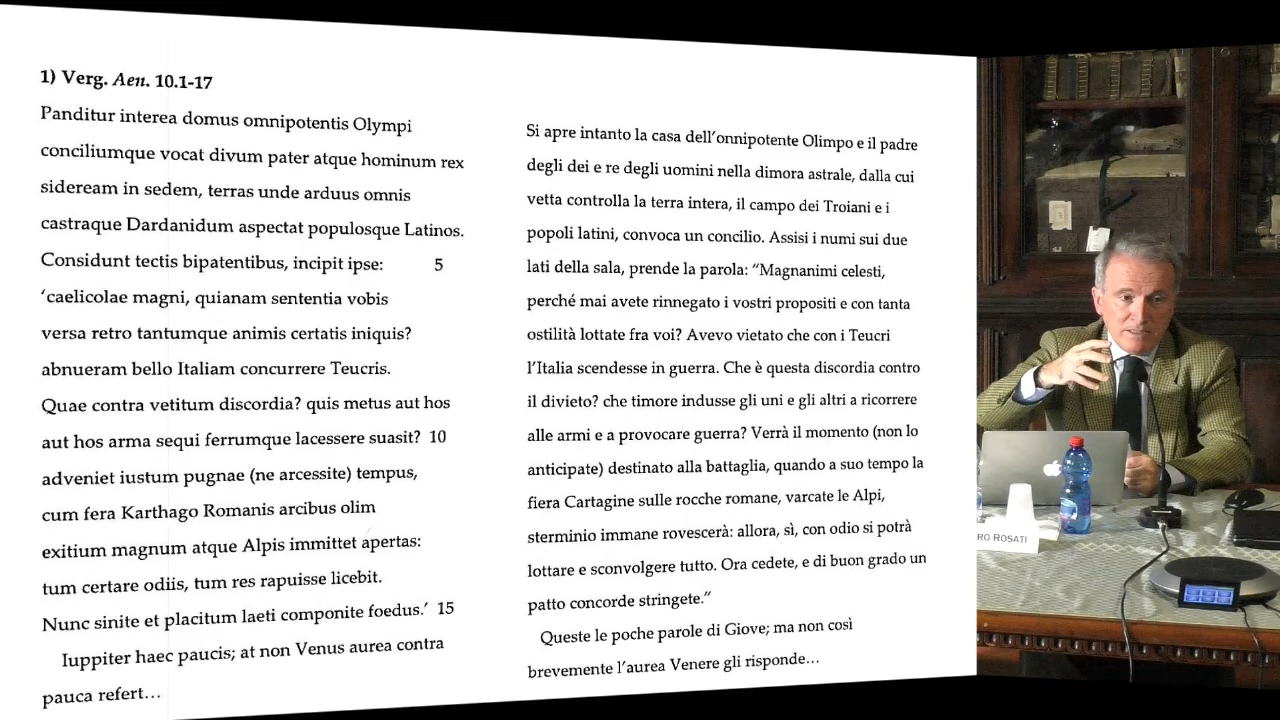 1) Verg. Aen. 10.1-17
Panditur interea domus omnipotentis Olympi
conciliumque vocat divum pater atque hominum rex
sideream in sedem, terras unde arduus omnis
castraque Dardanidum aspectat populosque Latinos.
Considunt tectis bipatentibus, incipit ipse: 5
‘caelicolae magni, quianam sententia vobis
versa retro tantumque animis certatis iniquis?
abnueram bello Italiam concurrere Teucris.
Quae contra vetitum discordia? quis metus aut hos
aut hos arma sequi ferrumque lacessere suasit? 10
adveniet iustum pugnae (ne arcessite) tempus,
cum fera Karthago Romanis arcibus olim
exitium magnum atque Alpis immittet apertas:
tum certare odiis, tum res rapuisse licebit.
Nunc sinite et placitum laeti componite foedus.’ 15
Iuppiter haec paucis; at non Venus aurea contra
pauca refert…
Si apre intanto la casa dell’onnipotente Olimpo e il padre
degli dei e re degli uomini nella dimora astrale, dalla cui
vetta controlla la terra intera, il campo dei Troiani e i
popoli latini, convoca un concilio. Assisi i numi sui due
lati della sala, prende la parola: “Magnanimi celesti,
perché mai avete rinnegato i vostri propositi e con tanta
ostilità lottate fra voi? Avevo vietato che con i Teucri
l’Italia scendesse in guerra. Che è questa discordia contro
il divieto? che timore indusse gli uni e gli altri a ricorrere
alle armi e a provocare guerra? Verrà il momento (non lo
anticipate) destinato alla battaglia, quando a suo tempo la
fiera Cartagine sulle rocche romane, varcate le Alpi,
sterminio immane rovescerà: allora, sì, con odio si potrà
lottare e sconvolgere tutto. Ora cedete, e di buon grado un
patto concorde stringete.”
Queste le poche parole di Giove; ma non così
brevemente l’aurea Venere gli risponde…
RO ROSATI